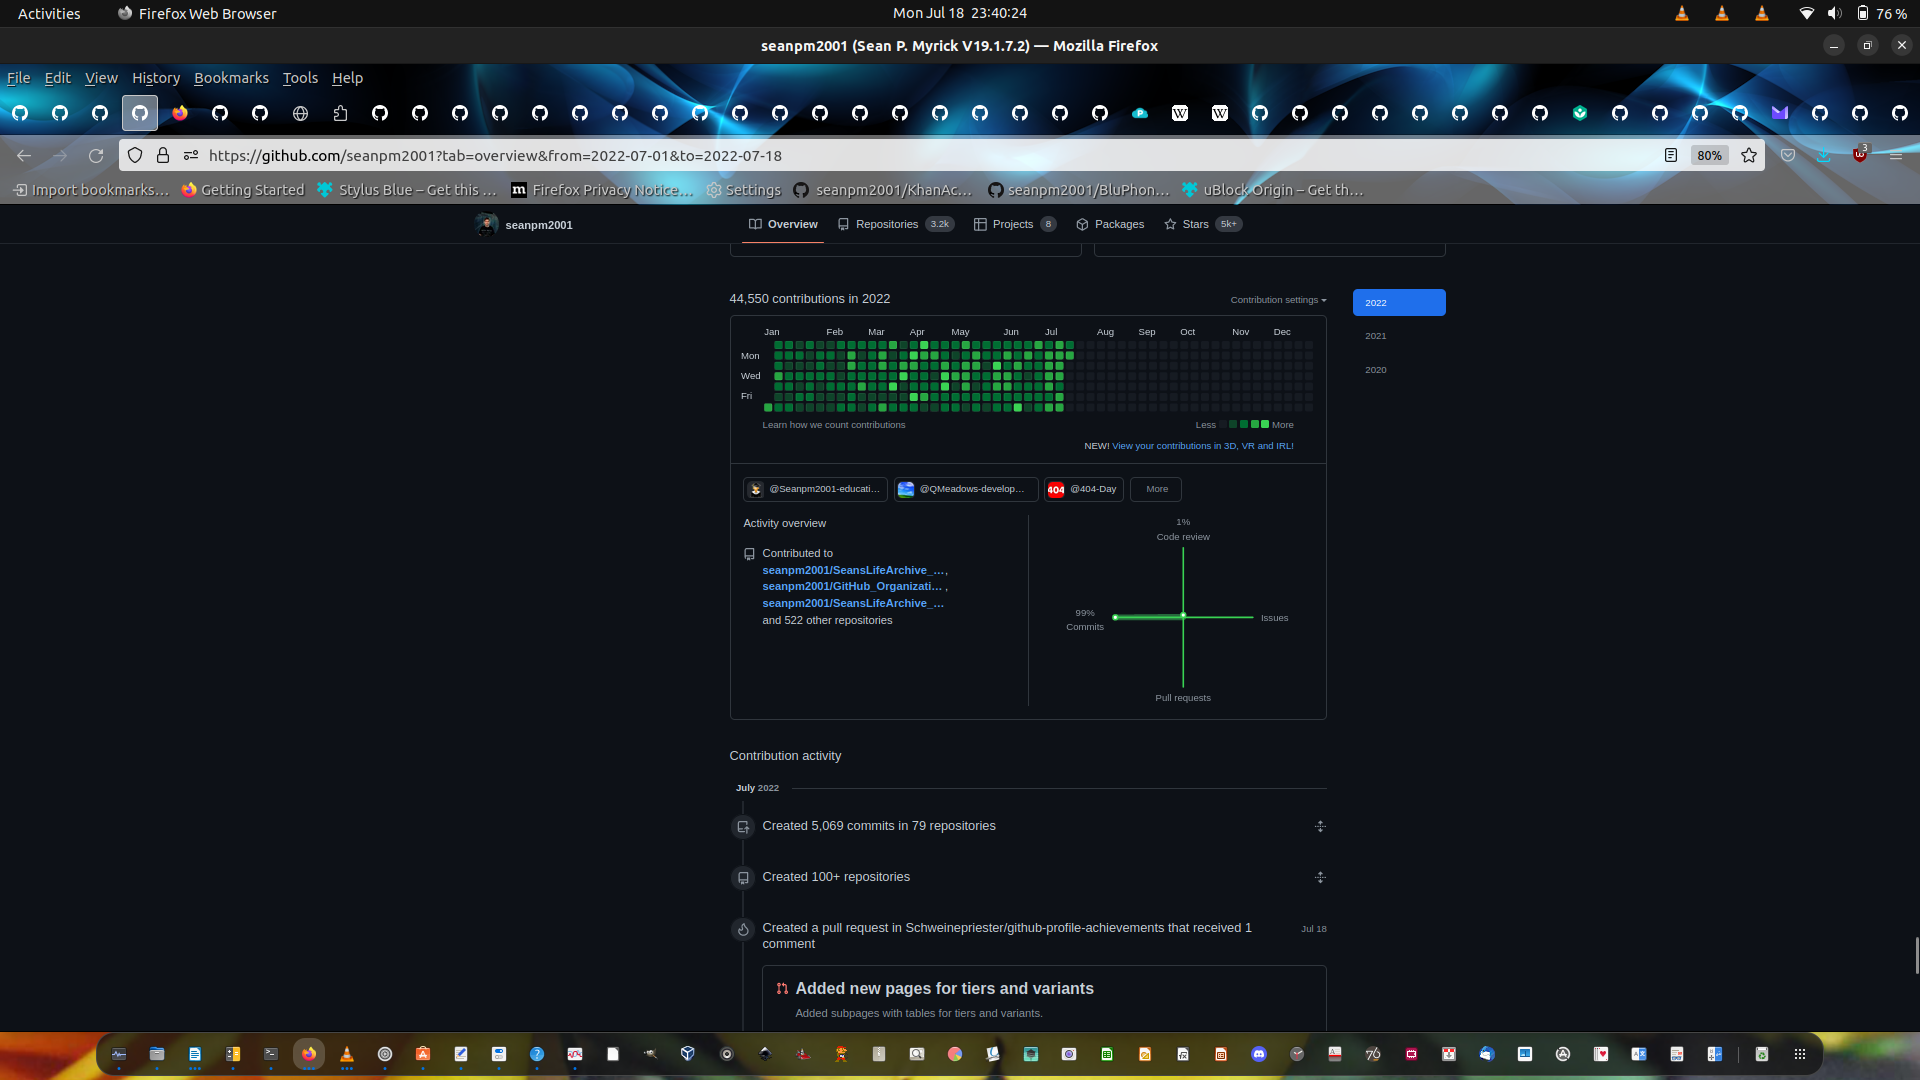 Activities
Firefox Web Browser
Mon Jul 18 23:40:24
76 %
seanpm2001 (Sean P. Myrick V19.1.7.2) — Mozilla Firefox
File Edit View History Bookmarks Tools Help
https://github.com/seanpm2001?tab=overview&from=2022-07-01&to=2022-07-18
80%
3
Import bookmarks... Getting Started Stylus Blue – Get this ... Firefox Privacy Notice... Settings seanpm2001/KhanAc... seanpm2001/BluPhon... uBlock Origin – Get th...
seanpm2001
Overview
Repositories 3.2k
Projects 8
Packages
Stars 5k+
44,550 contributions in 2022
Contribution settings
2022
2021
2020
Jan Feb Mar Apr May Jun Jul Aug Sep Oct Nov Dec
Mon
Wed
Fri
Learn how we count contributions
Less More
NEW! View your contributions in 3D, VR and IRL!
@Seanpm2001-educati...
@QMeadows-develop...
404 @404-Day
More
Activity overview
Contributed to
seanpm2001/SeansLifeArchive_...,
seanpm2001/GitHub_Organizati... ,
seanpm2001/SeansLifeArchive_...
and 522 other repositories
1%
Code review
99%
Commits
Issues
Pull requests
Contribution activity
July 2022
Created 5,069 commits in 79 repositories
Created 100+ repositories
Created a pull request in Schweinepriester/github-profile-achievements that received 1
comment
Jul 18
Added new pages for tiers and variants
Added subpages with tables for tiers and variants.